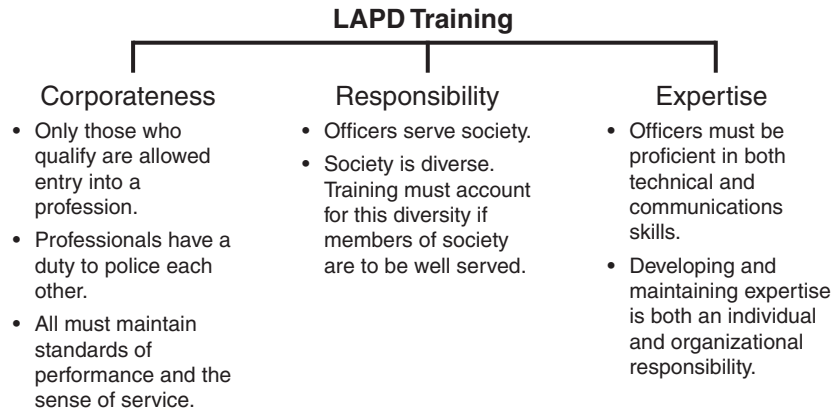 LAPD Training
Corporateness
• Only those who
qualify are allowed
entry into a
profession.
• Professionals have a
duty to police each
other.
• All must maintain
standards of
performance and the
sense of service.
Responsibility
• Officers serve society.
• Society is diverse.
Training must account
for this diversity if
members of society
are to be well served.
Expertise
• Officers must be
proficient in both
technical and
communications
skills.
• Developing and
maintaining expertise
is both an individual
and organizational
responsibility.